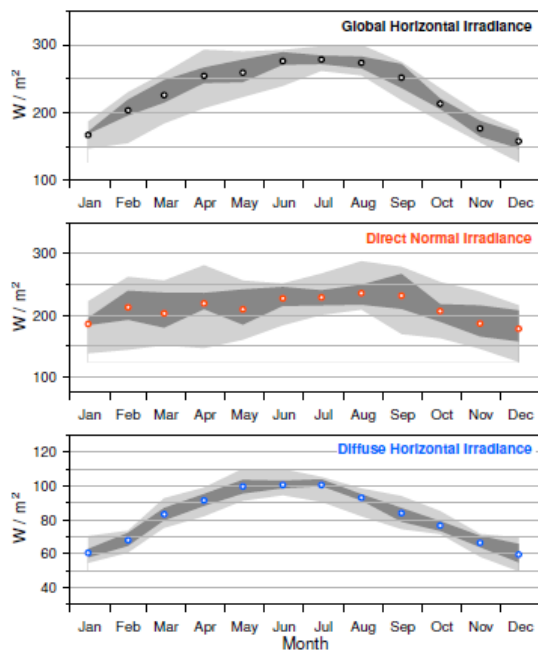 Global Horizontal Irradiance
300
200
100
W / m²
Jan Feb Mar Apr May Jun Jul Aug Sep Oct Nov Dec
Direct Normal Irradiance
300
200
100
W / m²
Jan Feb Mar Apr May Jun Jul Aug Sep Oct Nov Dec
Diffuse Horizontal Irradiance
120
100
80
60
40
W / m²
Jan Feb Mar Apr May Jun Jul Aug Sep Oct Nov Dec
Month